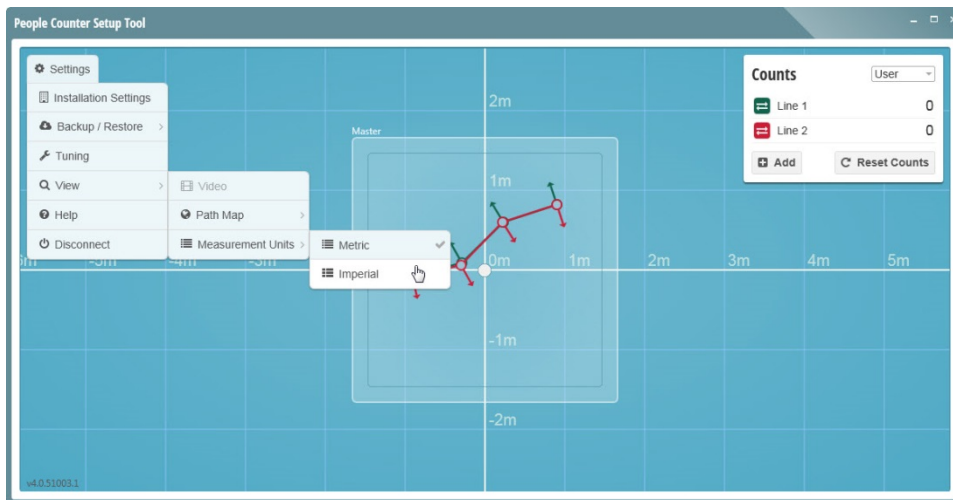 People Counter Setup Tool
Settings
Installation Settings
Backup / Restore
Tuning
View
Help
Disconnect
Video
Path Map
Measurement Units
Metric
Imperial
Master
2m
1m
-5m -4m -3m 0m 1m 2m 3m 4m 5m
-1m
-2m
Counts User
Line 1 0
Line 2 0
Add Reset Counts
v4.0.51003.1